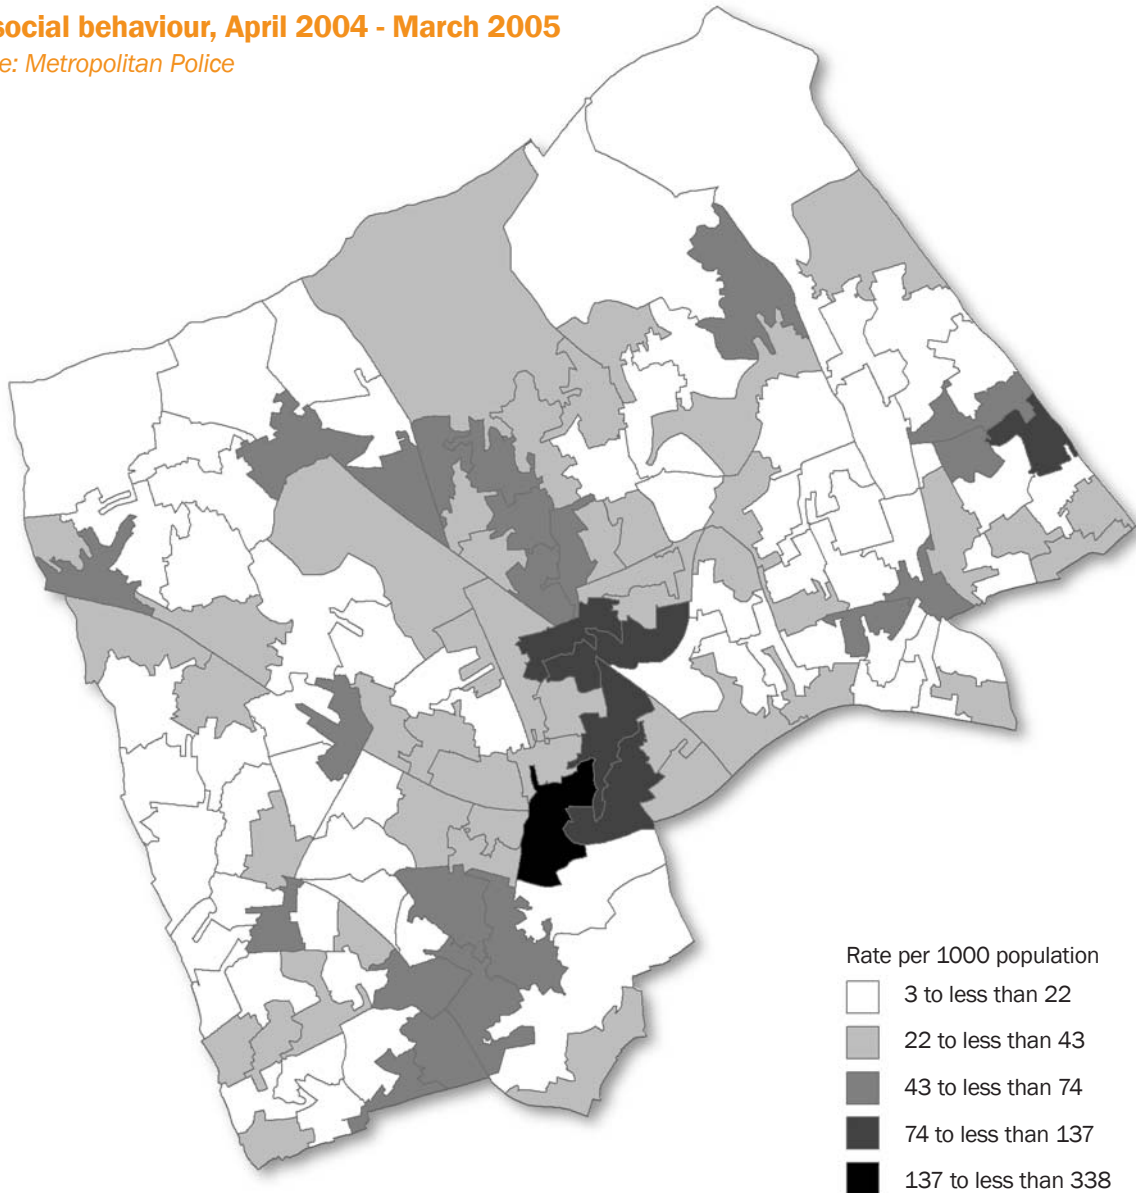 social behaviour, April 2004 - March 2005
e: Metropolitan Police
Rate per 1000 population
3 to less than 22
22 to less than 43
43 to less than 74
74 to less than 137
137 to less than 338